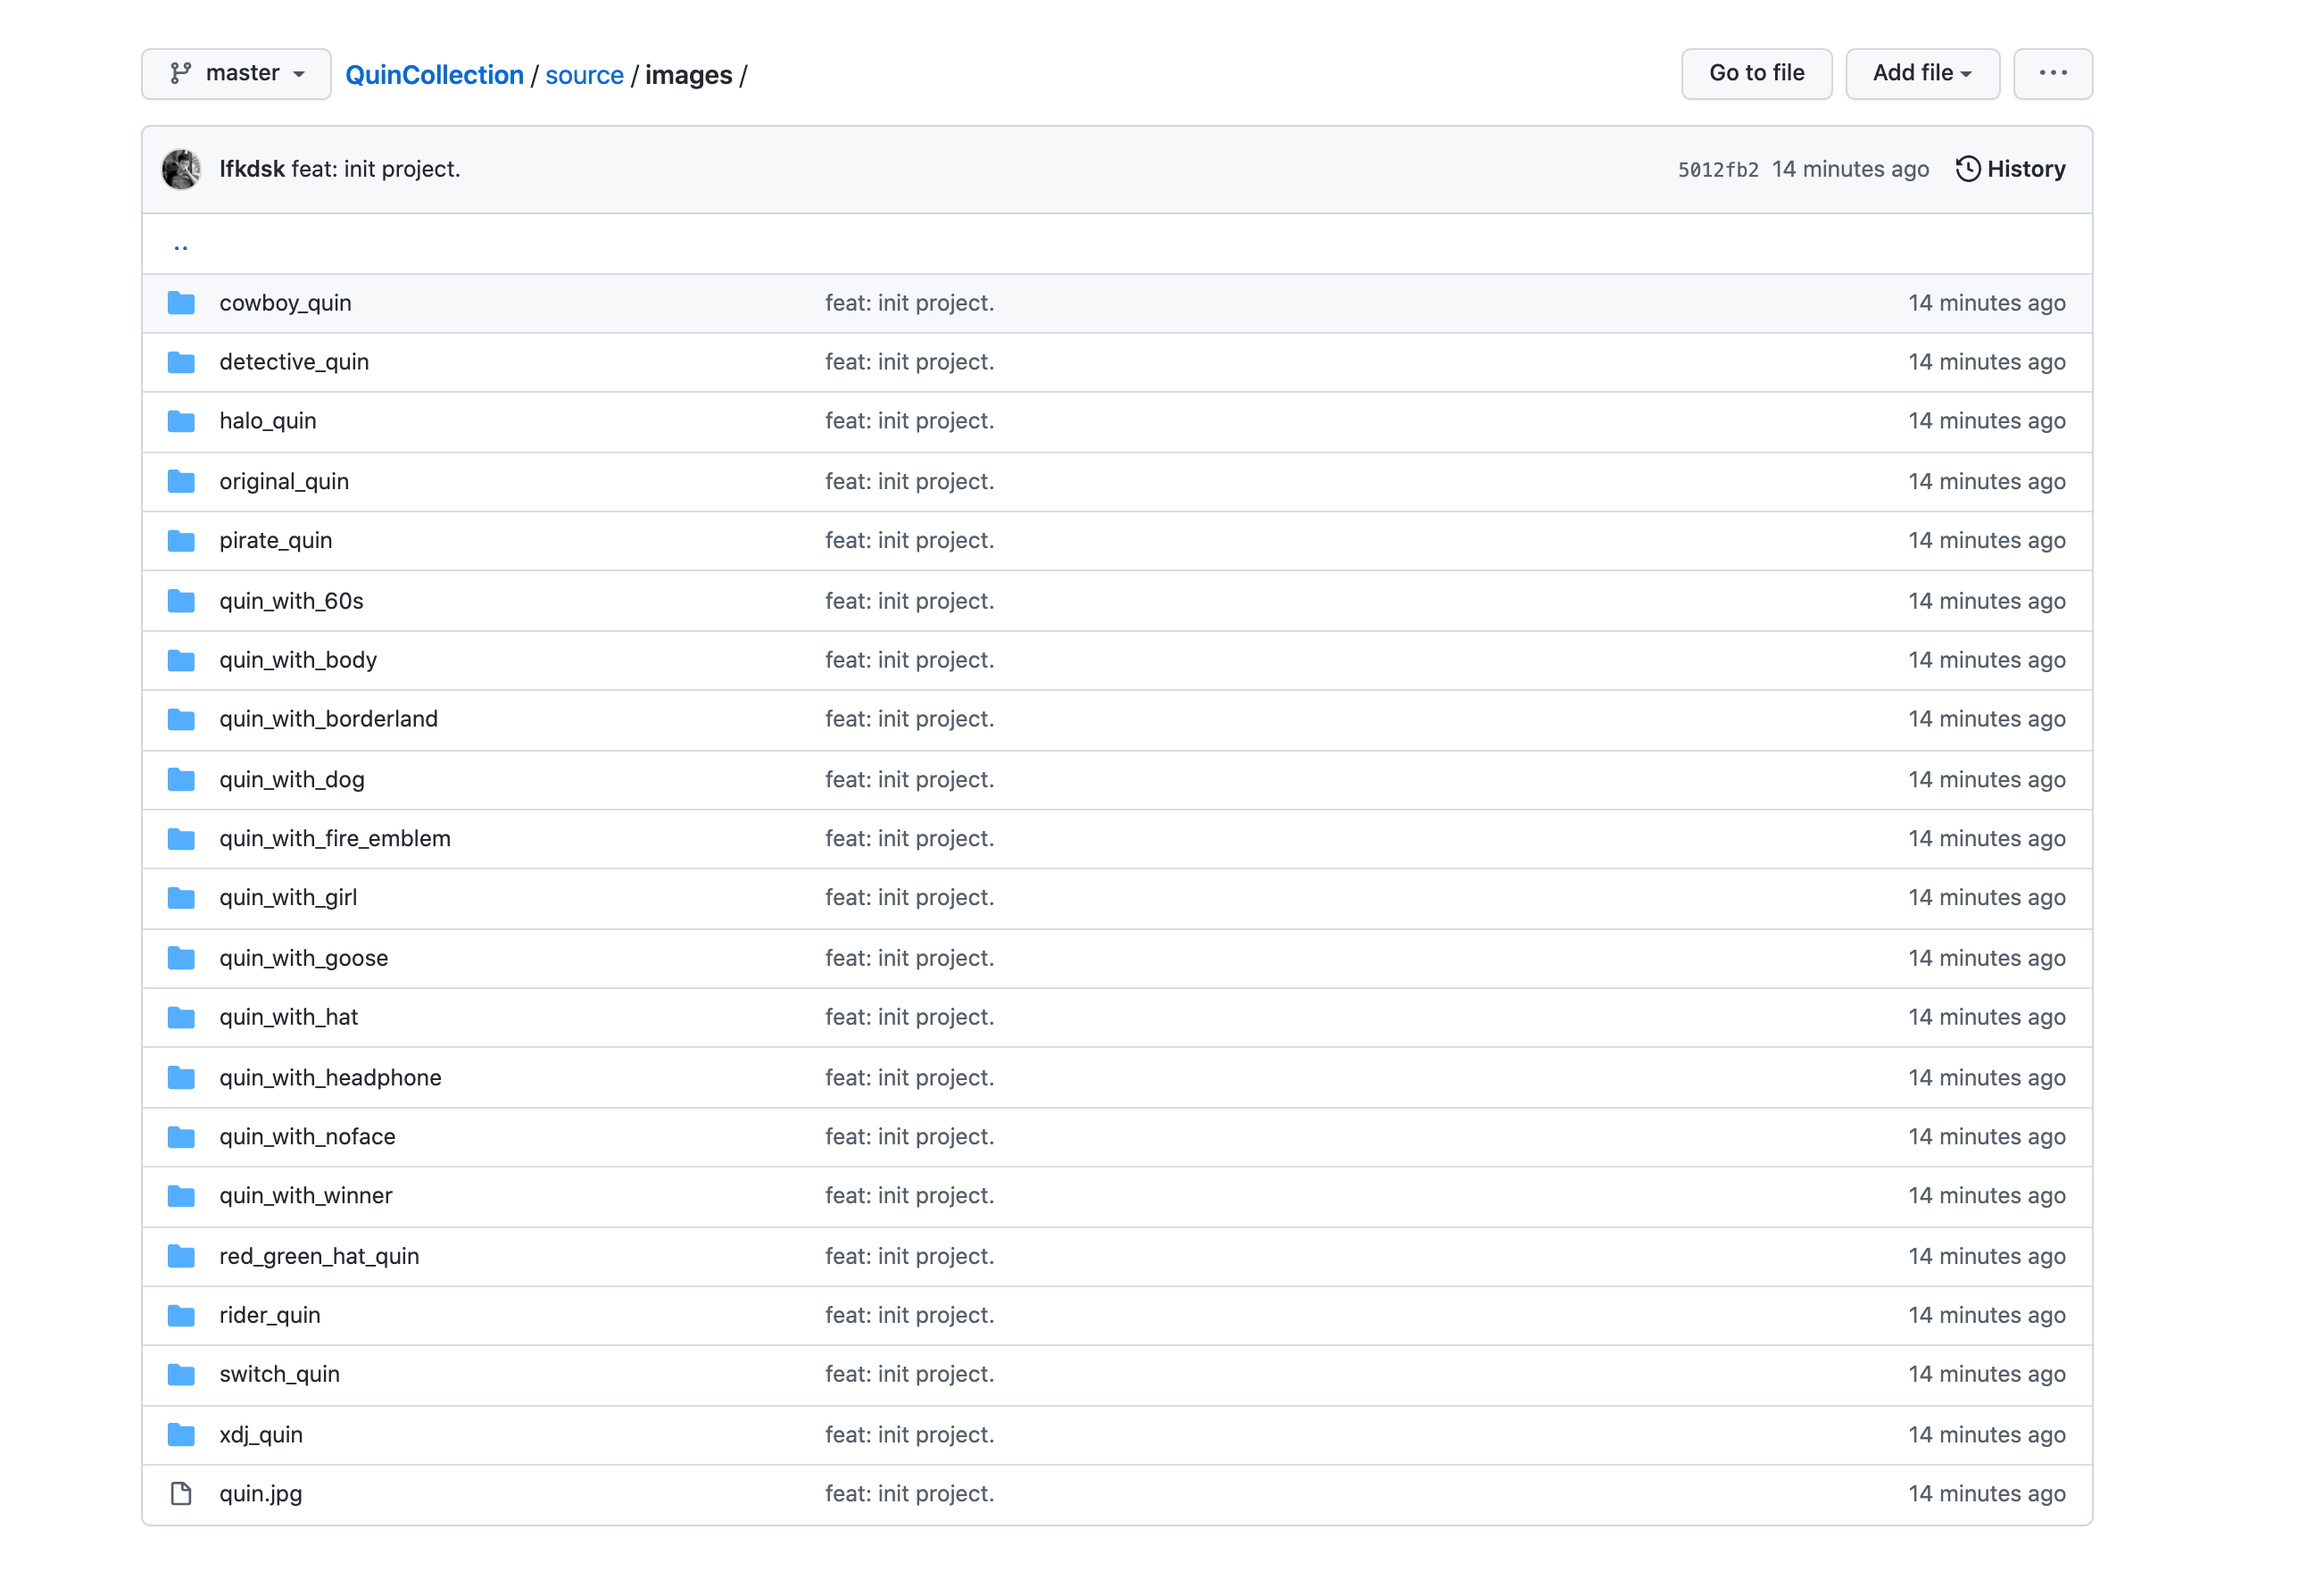 master QuinCollection / source / images / Go to file Add file ...
lfkdsk feat: init project. 5012fb2 14 minutes ago History
..
cowboy_quin feat: init project. 14 minutes ago
detective_quin feat: init project. 14 minutes ago
halo_quin feat: init project. 14 minutes ago
original_quin feat: init project. 14 minutes ago
pirate_quin feat: init project. 14 minutes ago
quin_with_60s feat: init project. 14 minutes ago
quin_with_body feat: init project. 14 minutes ago
quin_with_borderland feat: init project. 14 minutes ago
quin_with_dog feat: init project. 14 minutes ago
quin_with_fire_emblem feat: init project. 14 minutes ago
quin_with_girl feat: init project. 14 minutes ago
quin_with_goose feat: init project. 14 minutes ago
quin_with_hat feat: init project. 14 minutes ago
quin_with_headphone feat: init project. 14 minutes ago
quin_with_noface feat: init project. 14 minutes ago
quin_with_winner feat: init project. 14 minutes ago
red_green_hat_quin feat: init project. 14 minutes ago
rider_quin feat: init project. 14 minutes ago
switch_quin feat: init project. 14 minutes ago
xdj_quin feat: init project. 14 minutes ago
quin.jpg feat: init project. 14 minutes ago